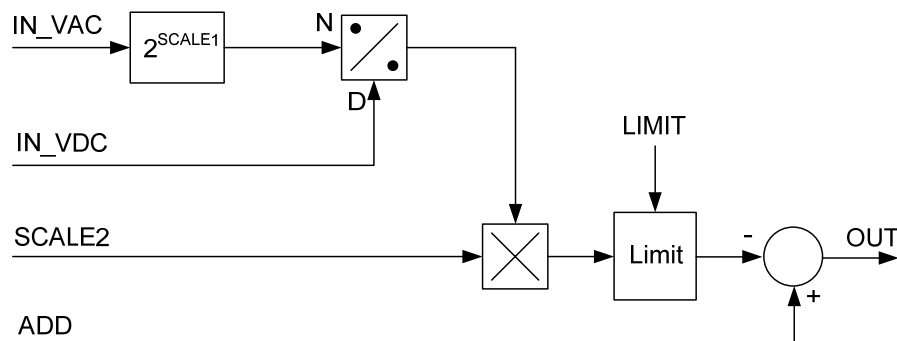 IN_VAC
2^SCALE1
N
D
IN_VDC
LIMIT
SCALE2
Limit
-
OUT
+
ADD